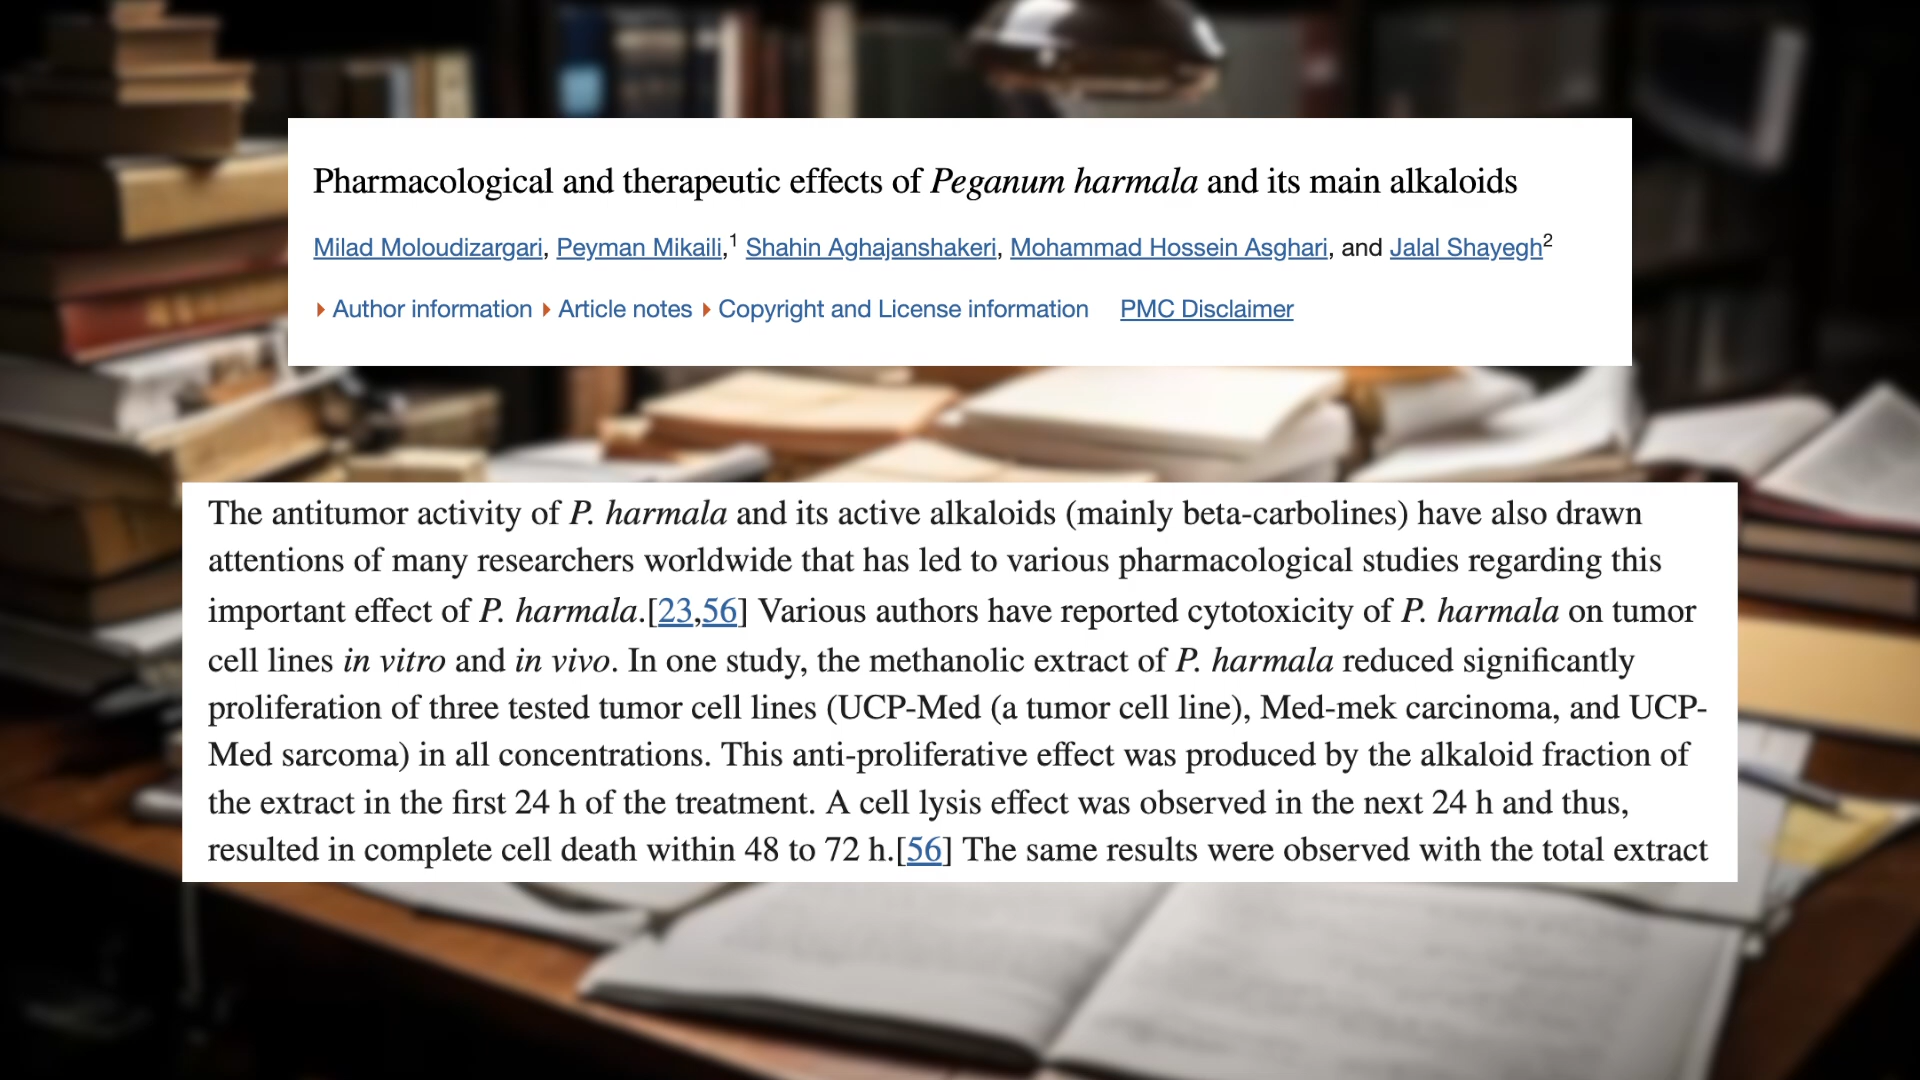 Pharmacological and therapeutic effects of Peganum harmala and its main alkaloids
Milad Moloudizargari, Peyman Mikaili,1 Shahin Aghajanshakeri, Mohammad Hossein Asghari, and Jalal Shayegh2
Author information Article notes Copyright and License information PMC Disclaimer
The antitumor activity of P. harmala and its active alkaloids (mainly beta-carbolines) have also drawn
attentions of many researchers worldwide that has led to various pharmacological studies regarding this
important effect of P. harmala.[23,56] Various authors have reported cytotoxicity of P. harmala on tumor
cell lines in vitro and in vivo. In one study, the methanolic extract of P. harmala reduced significantly
proliferation of three tested tumor cell lines (UCP-Med (a tumor cell line), Med-mek carcinoma, and UCP-
Med sarcoma) in all concentrations. This anti-proliferative effect was produced by the alkaloid fraction of
the extract in the first 24 h of the treatment. A cell lysis effect was observed in the next 24 h and thus,
resulted in complete cell death within 48 to 72 h.[56] The same results were observed with the total extract